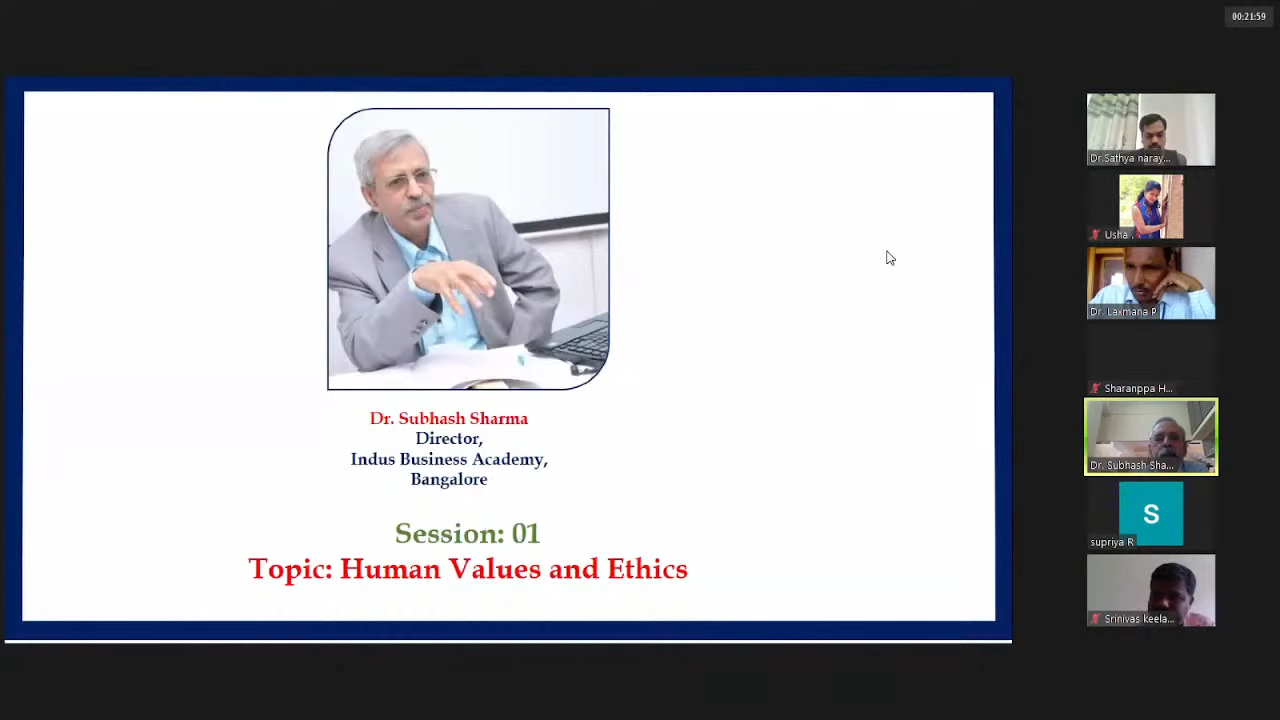 00:21:59
Dr. Subhash Sharma
Director,
Indus Business Academy,
Bangalore
Session: 01
Topic: Human Values and Ethics
Dr.Sathya naray...
Usha .
Dr. Laxmana P
Sharanppa H...
Dr. Subhash Sha...
S
supriya R
Srinivas keela...